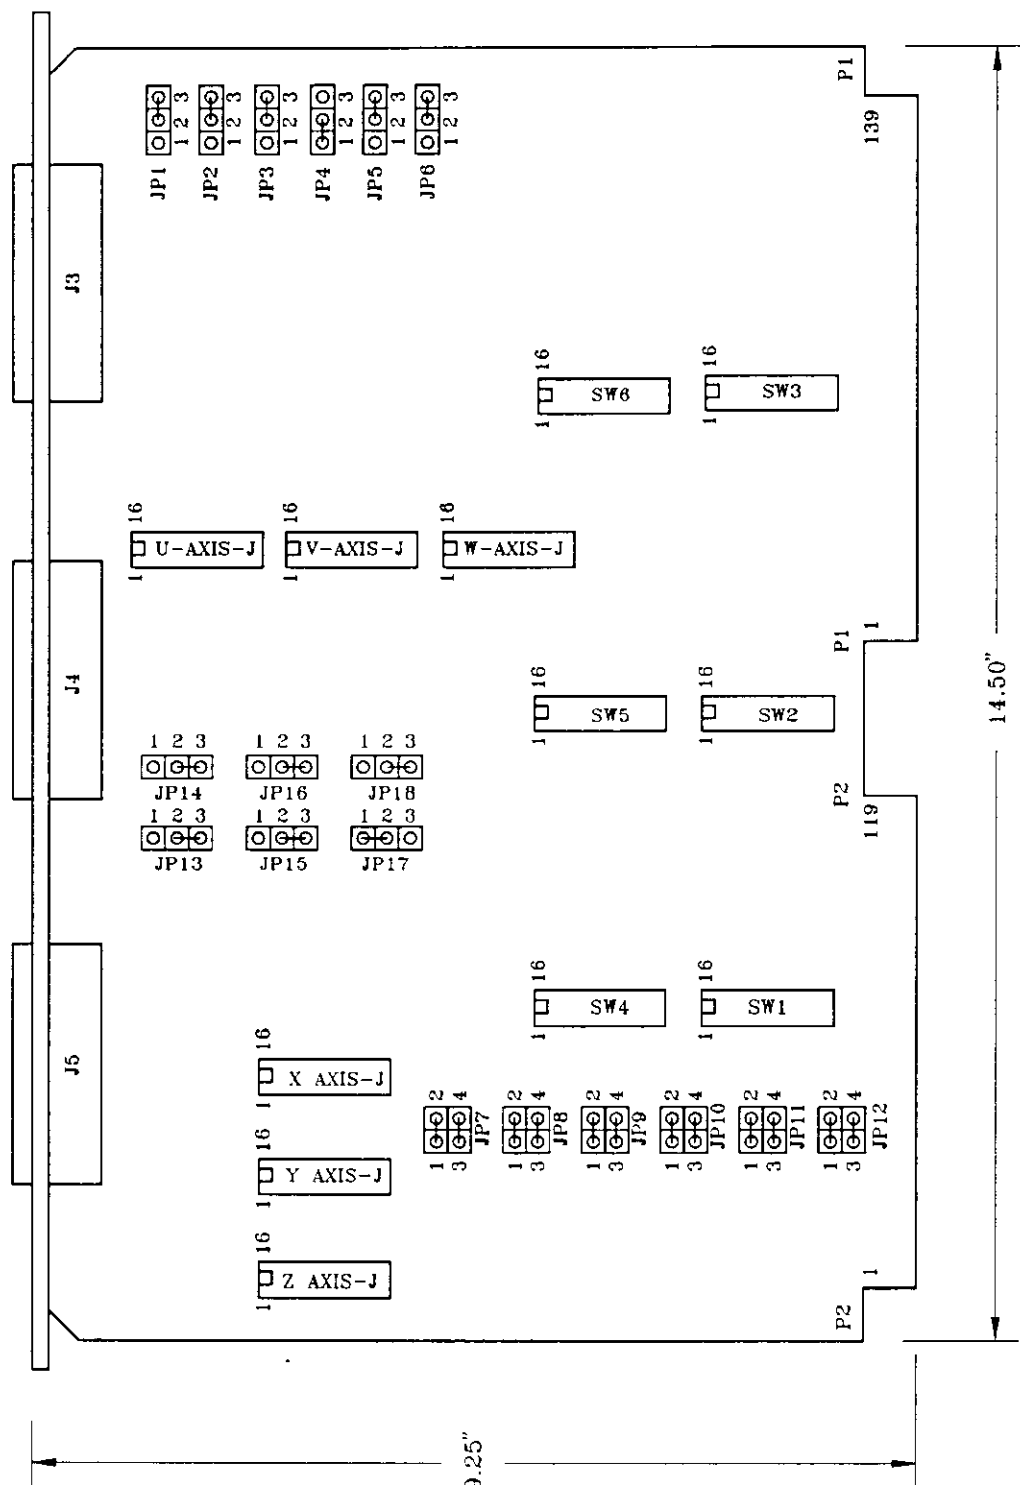 P1
139
1 2 3
JP1
1 2 3
JP2
1 2 3
JP3
1 2 3
JP4
1 2 3
JP5
1 2 3
JP6
J3
16
SW6
1
16
SW3
1
16
U-AXIS-J
1
16
V-AXIS-J
1
16
W-AXIS-J
1
P1
1
J4
16
SW5
1
16
SW2
1
14.50"
1 2 3
JP14
1 2 3
JP16
1 2 3
JP18
P2
119
1 2 3
JP13
1 2 3
JP15
1 2 3
JP17
J5
16
SW4
1
16
SW1
1
16
X AXIS-J
1
16
Y AXIS-J
1
16
Z AXIS-J
1
2 4
1 3
JP7
2 4
1 3
JP8
2 4
1 3
JP9
2 4
1 3
JP10
2 4
1 3
JP11
2 4
1 3
JP12
P2
1
9.25"